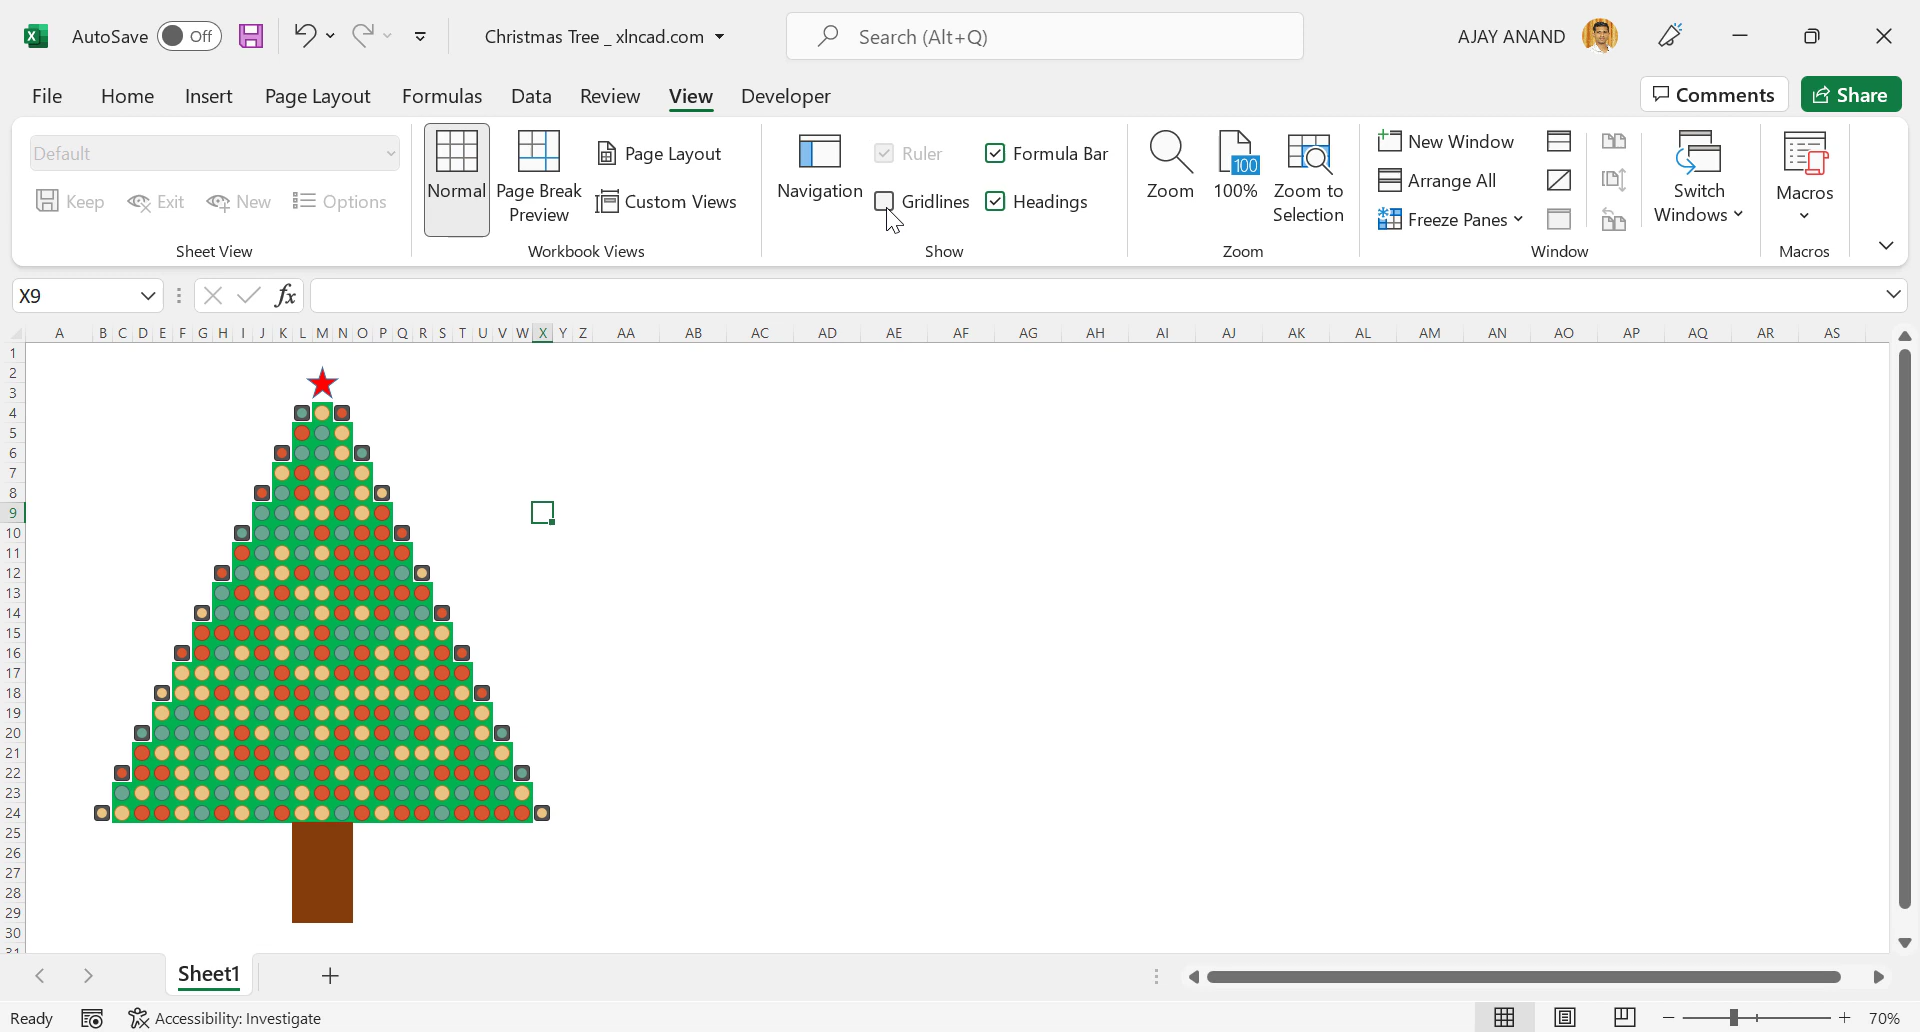 X AutoSave Off Christmas Tree _ xlncad.com Search (Alt+Q) AJAY ANAND
File Home Insert Page Layout Formulas Data Review View Developer Comments Share
Default
Keep Exit New Options
Sheet View
Normal
Page Break Preview
Page Layout
Custom Views
Workbook Views
Navigation
Ruler Formula Bar
Gridlines Headings
Show
Zoom
100 100%
Zoom to Selection
Zoom
New Window
Arrange All
Freeze Panes
Switch Windows
Window
Macros
Macros
X9 fx
A B C D E F G H I J K L M N O P Q R S T U V W X Y Z AA AB AC AD AE AF AG AH AI AJ AK AL AM AN AO AP AQ AR AS
1
2
3
4
5
6
7
8
9
10
11
12
13
14
15
16
17
18
19
20
21
22
23
24
25
26
27
28
29
30
31
Sheet1
Ready Accessibility: Investigate 70%